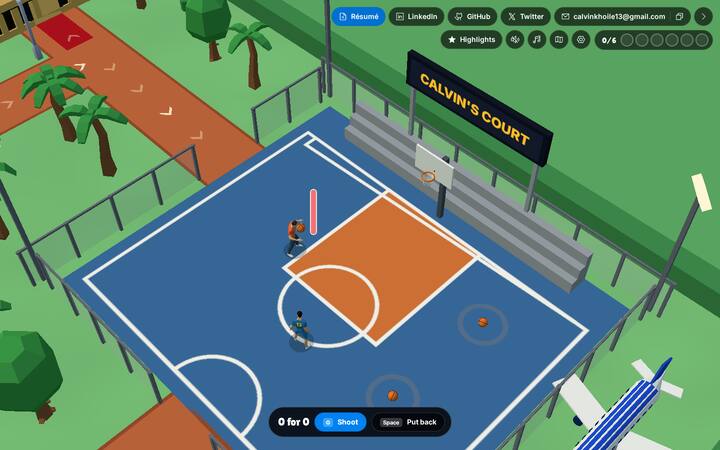 Résumé
LinkedIn
GitHub
Twitter
calvinkhoile13@gmail.com
Highlights
0/6
CALVIN'S COURT
0 for 0
Shoot
Space
Put back